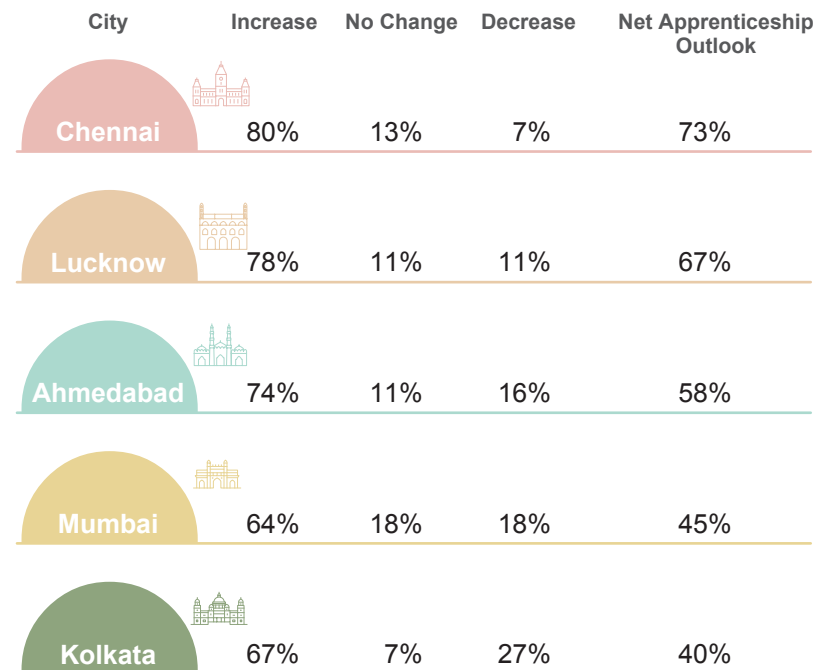 City Increase No Change Decrease Net Apprenticeship
Outlook
Chennai 80% 13% 7% 73%
Lucknow 78% 11% 11% 67%
Ahmedabad 74% 11% 16% 58%
Mumbai 64% 18% 18% 45%
Kolkata 67% 7% 27% 40%